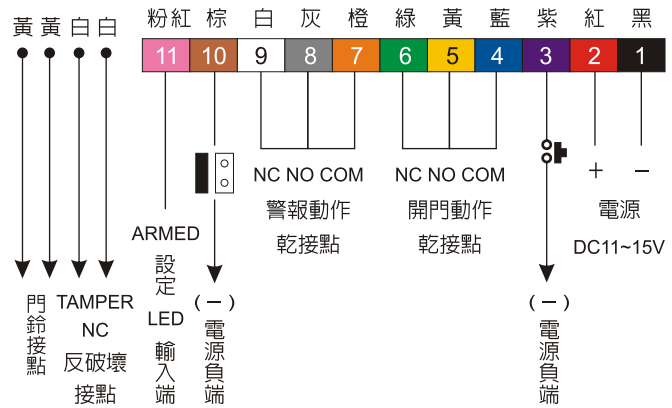 黃 黃 白 白 粉紅 棕 白 灰 橙 綠 黃 藍 紫 紅 黑
11 10 9 8 7 6 5 4 3 2 1
NC NO COM
警報動作
乾接點
NC NO COM
開門動作
乾接點
+ −
電源
DC11~15V
門鈴接點
TAMPER
NC
反破壞
接點
ARMED
設定
LED
輸入端
(−)
電源負端
(−)
電源負端